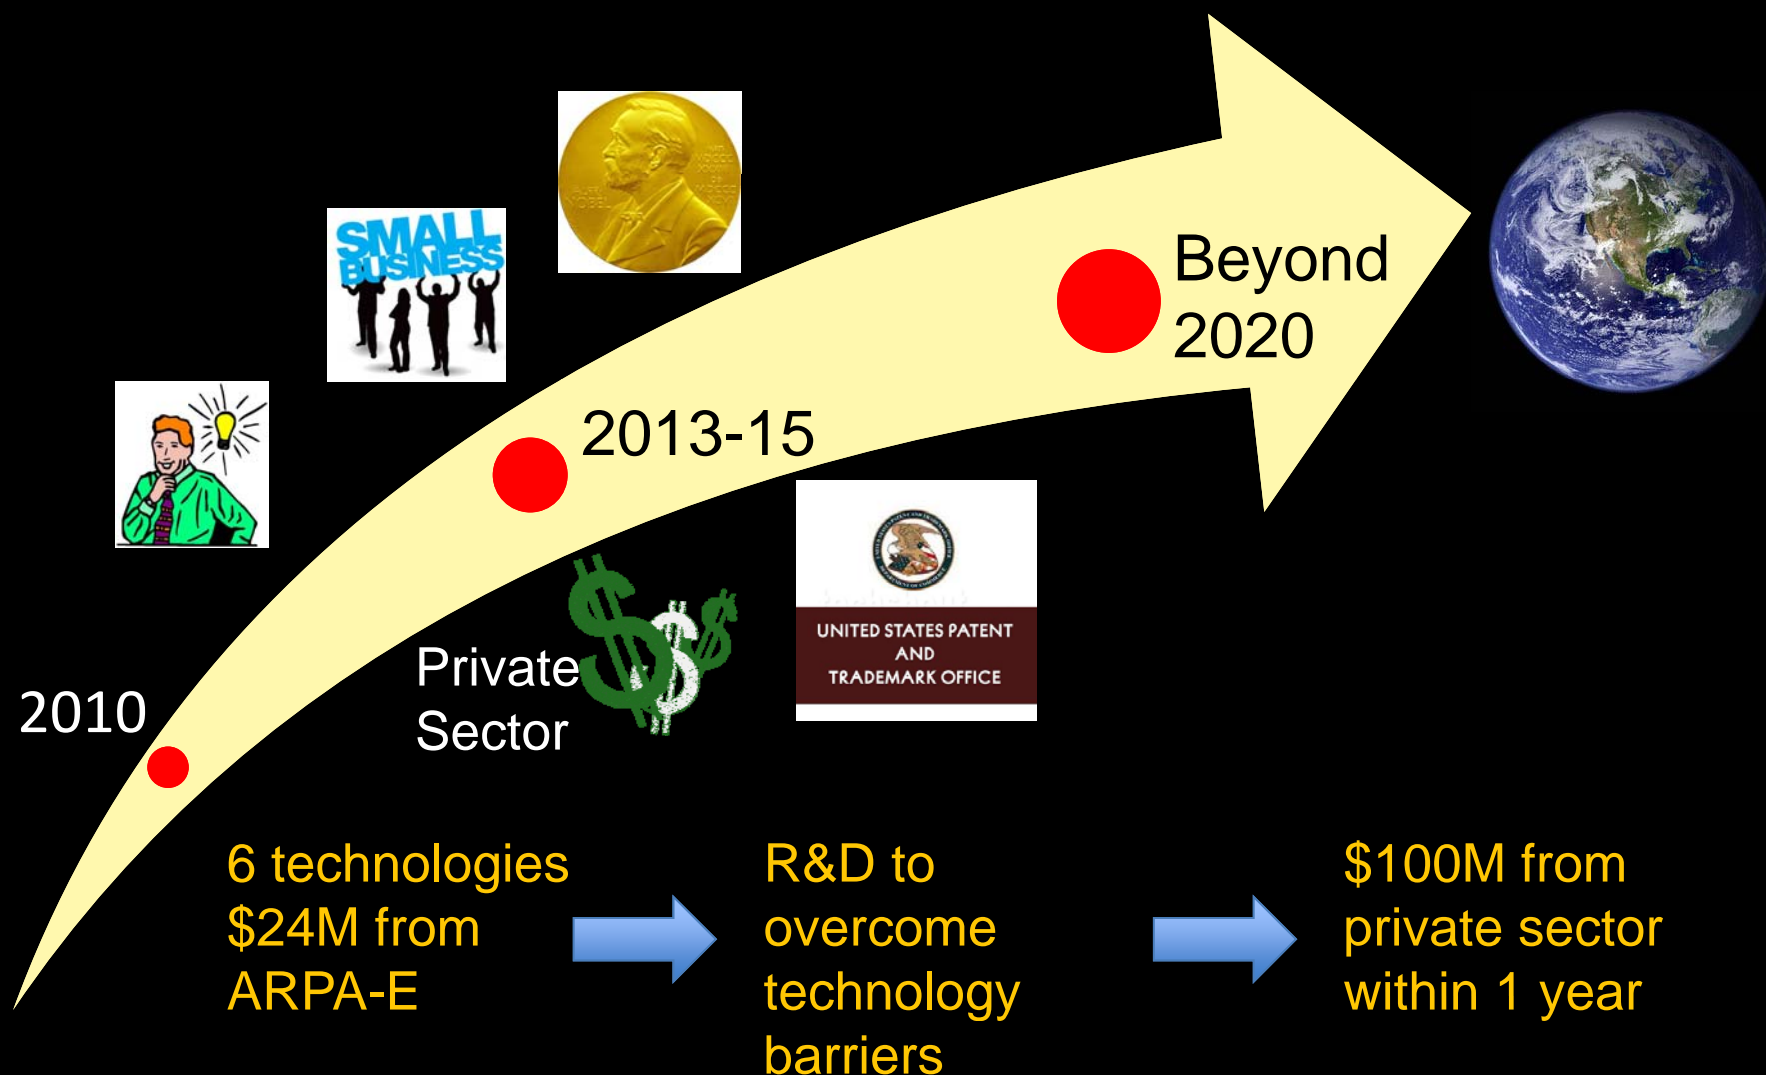 SMALL
BUSINESS
Beyond
2020
2013-15
UNITED STATES PATENT
AND
TRADEMARK OFFICE
Private
Sector
2010
6 technologies
$24M from
ARPA-E
R&D to
overcome
technology
barriers
$100M from
private sector
within 1 year